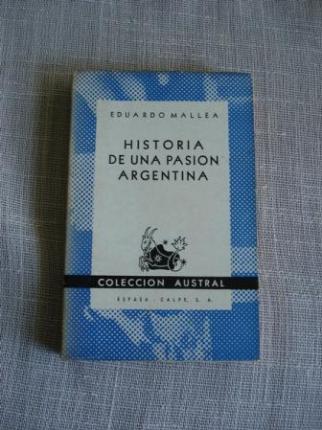 EDUARDO MALLEA
HISTORIA
DE UNA PASION
ARGENTINA
COLECCION AUSTRAL
ESPASA - CALPE, S. A.